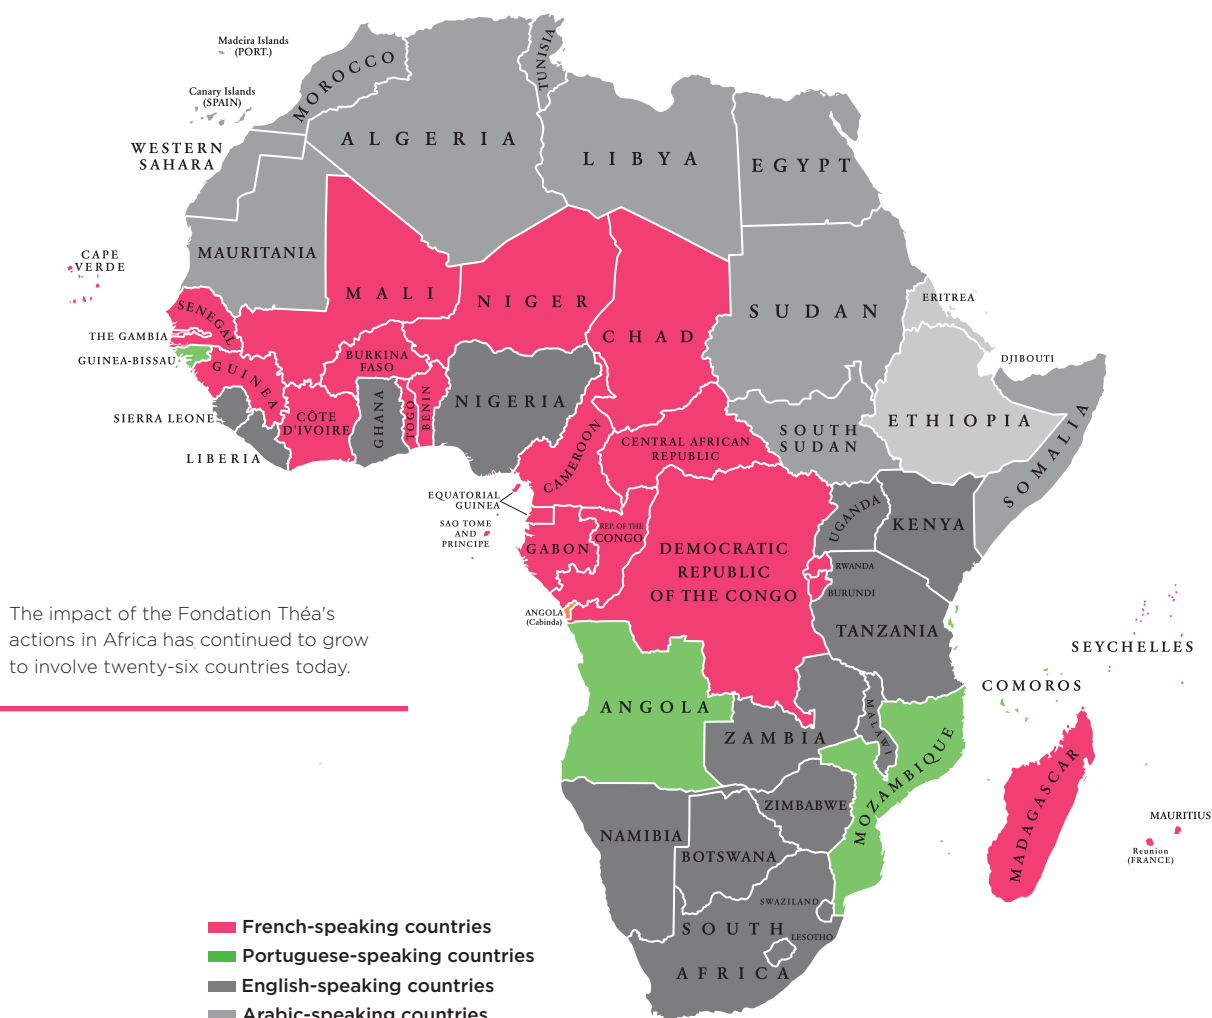 Madeira Islands
(PORT.)
Canary Islands
(SPAIN)
MOROCCO
TUNISIA
ALGERIA
LIBYA
EGYPT
WESTERN
SAHARA
MAURITANIA
CAPE
VERDE
MALI
NIGER
CHAD
SUDAN
ERITREA
SENEGAL
THE GAMBIA
GUINEA-BISSAU
GUINEA
BURKINA
FASO
DJIBOUTI
SIERRA LEONE
CÔTE
D'IVOIRE
GHANA
TOGO
BENIN
NIGERIA
ETHIOPIA
SOUTH
SUDAN
SOMALIA
LIBERIA
CAMEROON
CENTRAL AFRICAN
REPUBLIC
EQUATORIAL
GUINEA
SAO TOME
AND
PRINCIPE
GABON
REP. OF THE
CONGO
UGANDA
KENYA
DEMOCRATIC
REPUBLIC
OF THE CONGO
RWANDA
BURUNDI
ANGOLA
(Cabinda)
TANZANIA
The impact of the Fondation Théa's
actions in Africa has continued to grow
to involve twenty-six countries today.
SEYCHELLES
COMOROS
ANGOLA
ZAMBIA
MALAWI
MOZAMBIQUE
MADAGASCAR
ZIMBABWE
MAURITIUS
NAMIBIA
BOTSWANA
Reunion
(FRANCE)
SWAZILAND
SOUTH
AFRICA
LESOTHO
French-speaking countries
Portuguese-speaking countries
English-speaking countries
Arabic-speaking countries